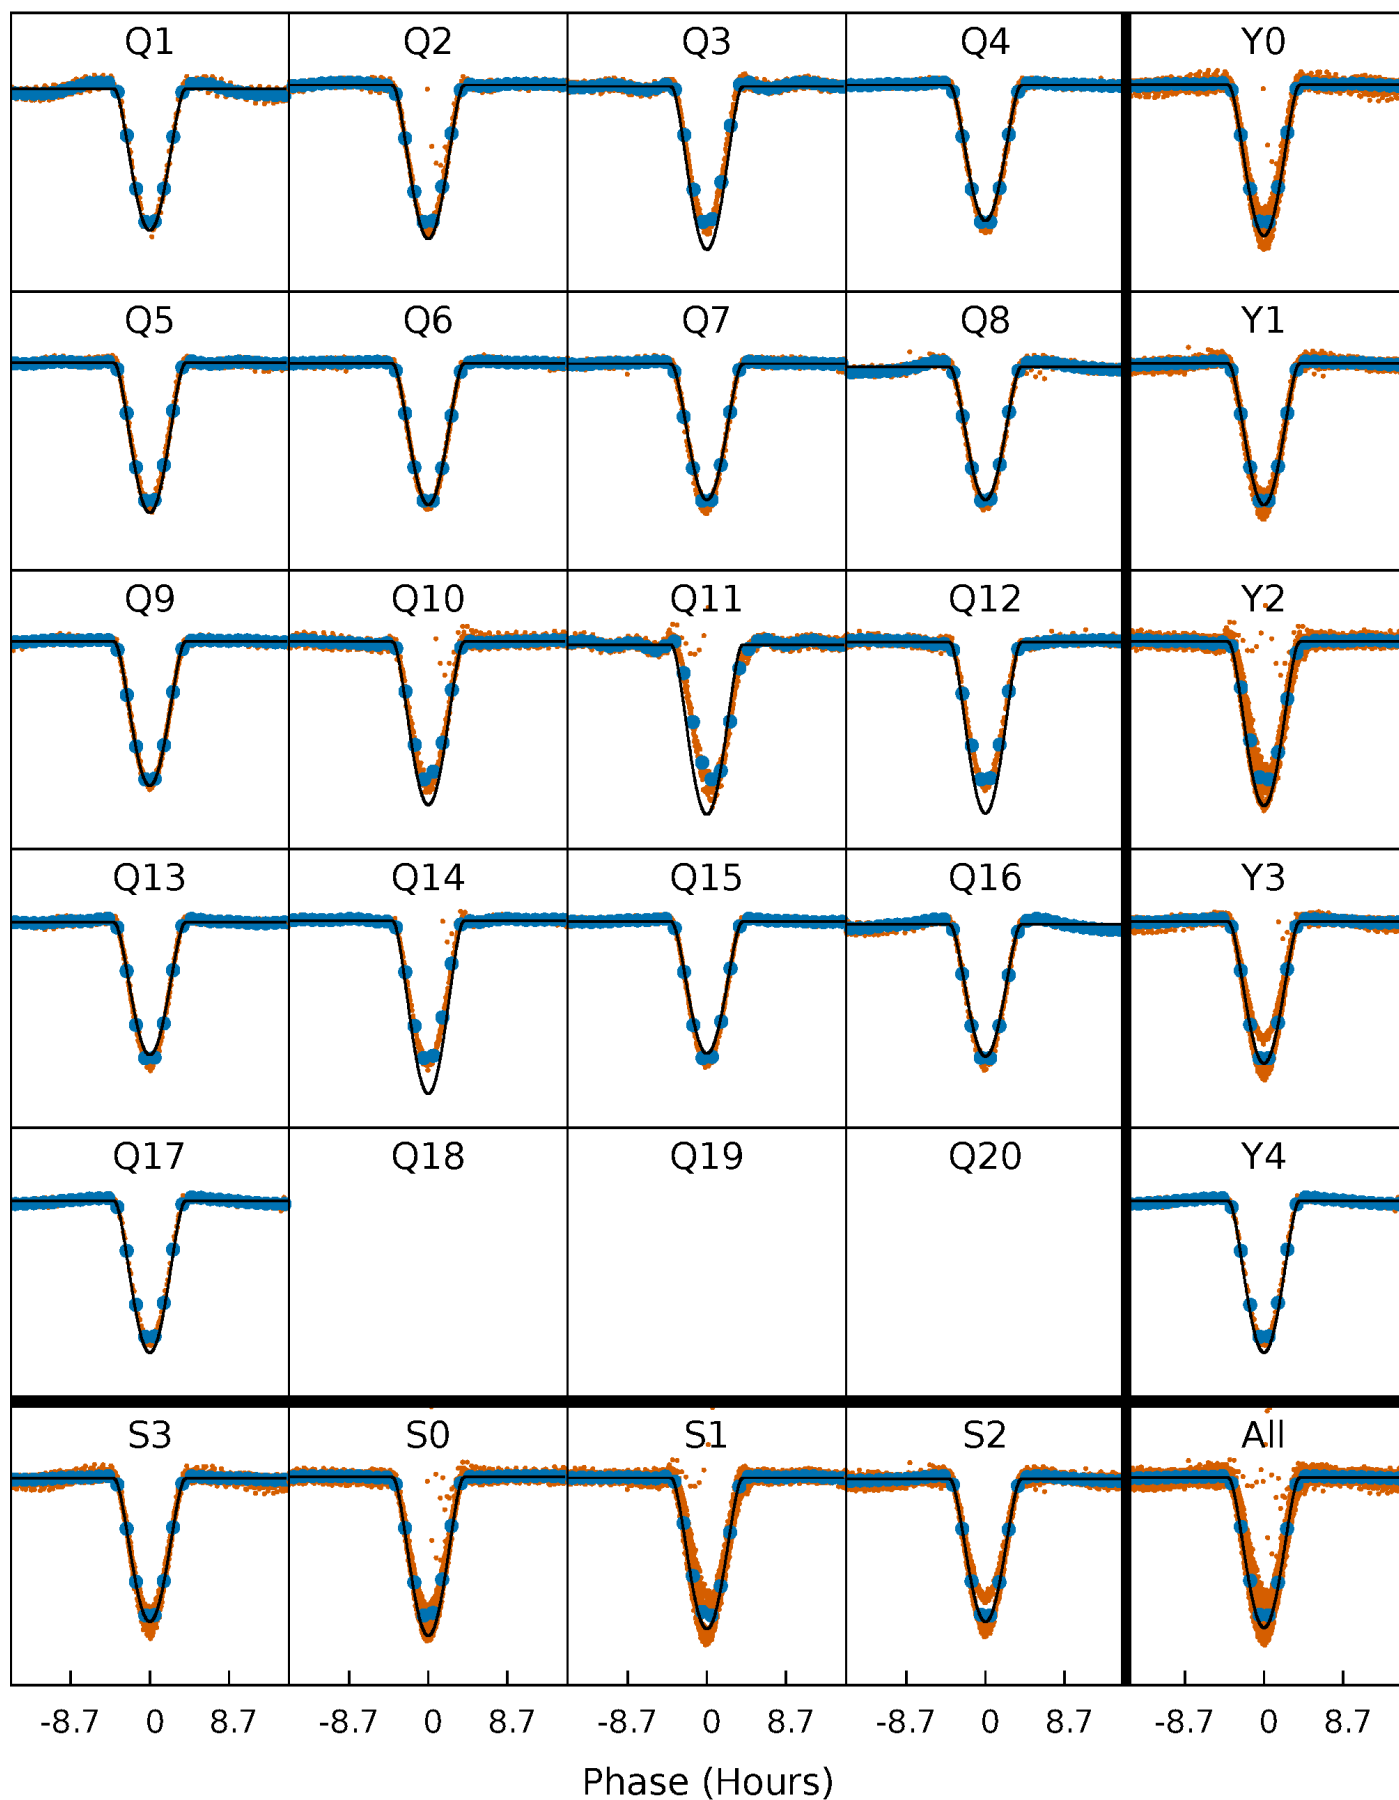 Q1 Q2 Q3 Q4 Y0
Q5 Q6 Q7 Q8 Y1
Q9 Q10 Q11 Q12 Y2
Q13 Q14 Q15 Q16 Y3
Q17 Q18 Q19 Q20 Y4
S3 S0 S1 S2 All
-8.7 0 8.7 -8.7 0 8.7 -8.7 0 8.7 -8.7 0 8.7 -8.7 0 8.7
Phase (Hours)